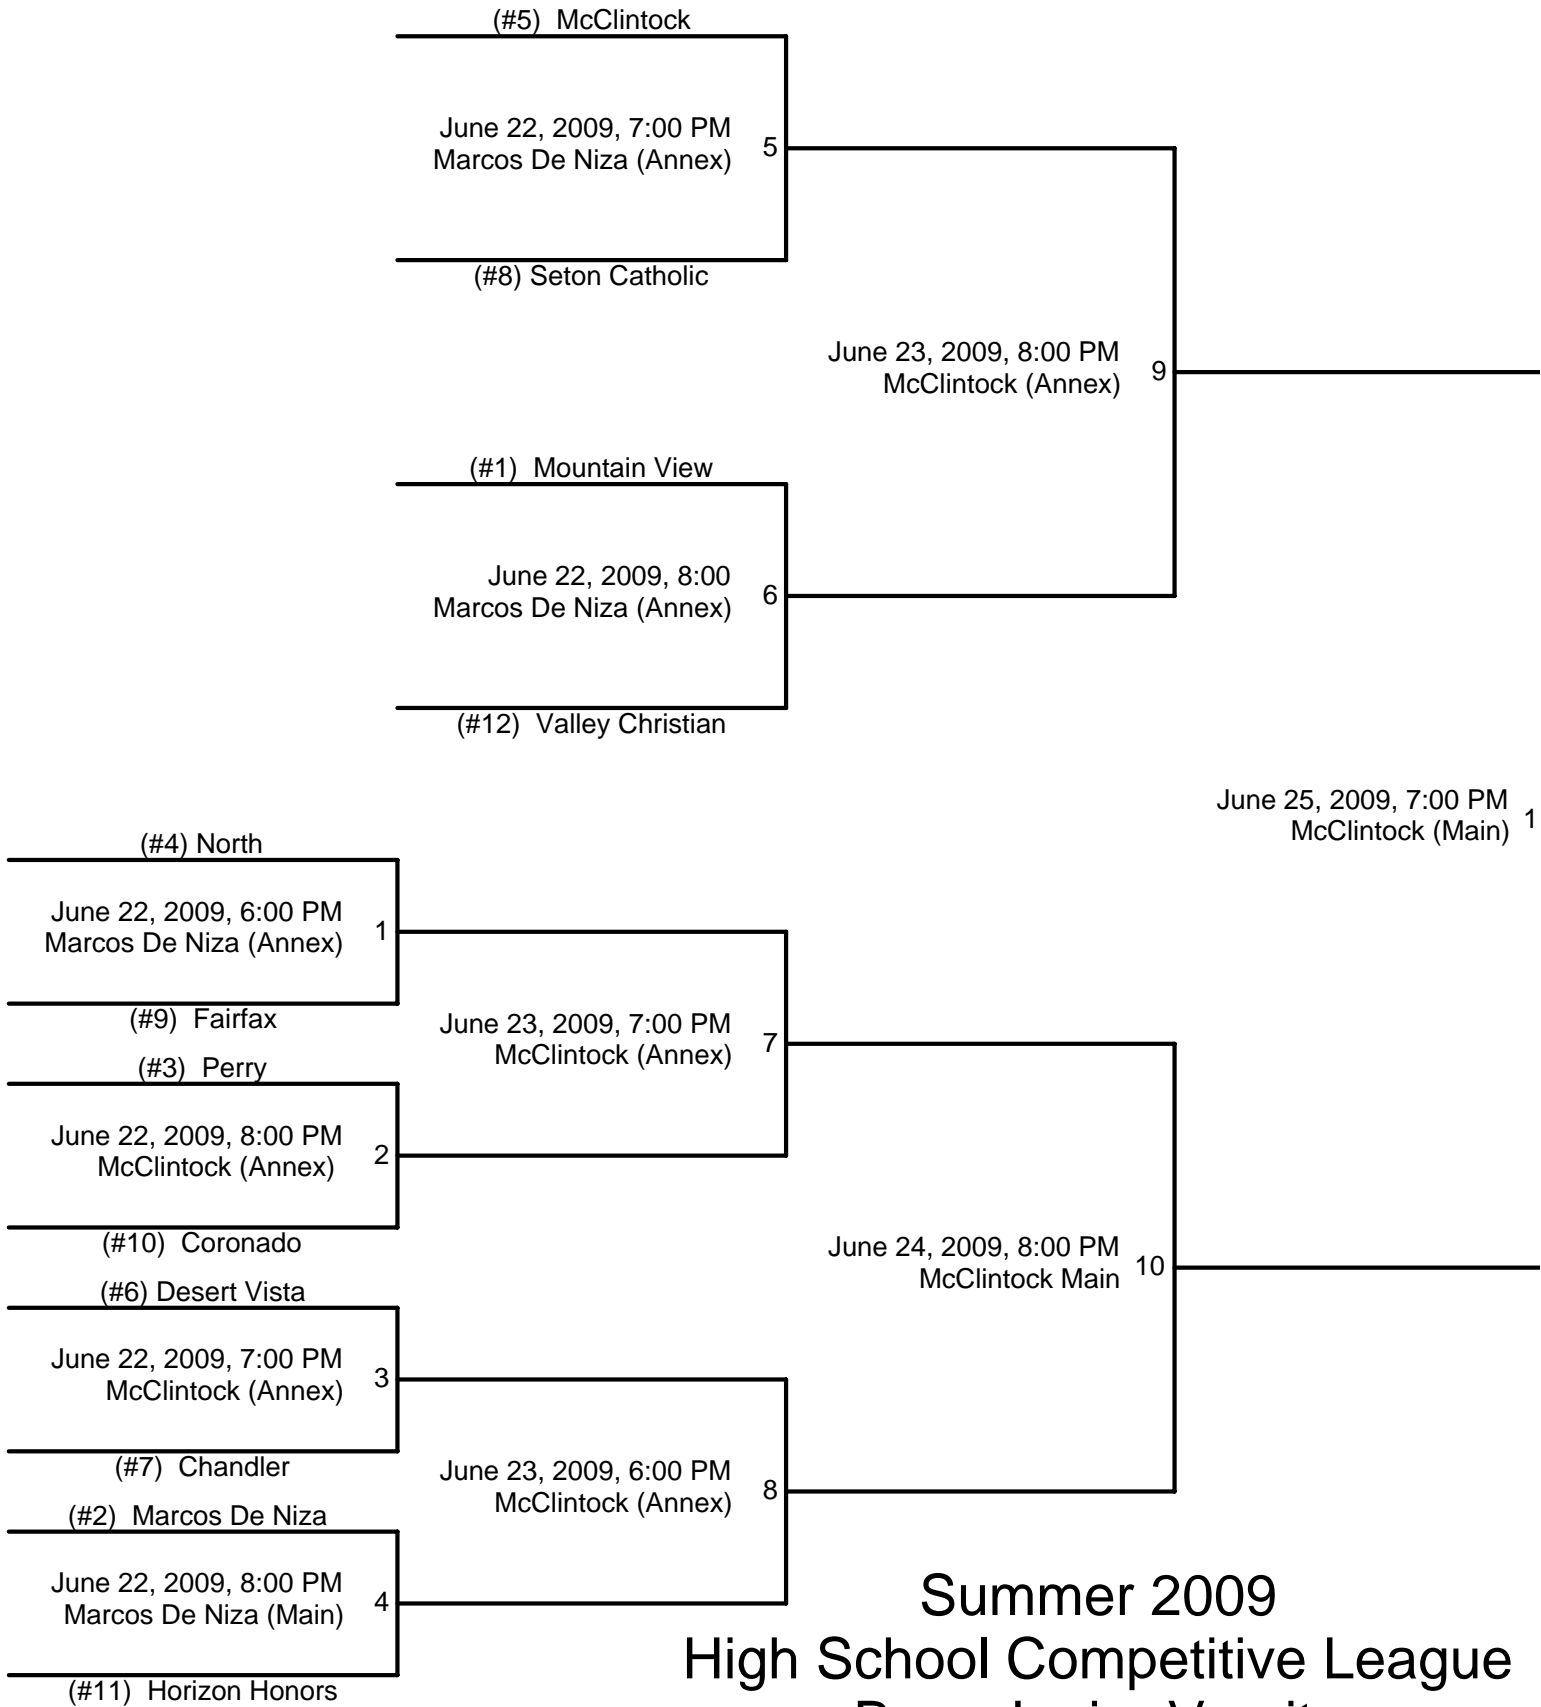 (#5) McClintock
June 22, 2009, 7:00 PM
Marcos De Niza (Annex)
5
(#8) Seton Catholic
June 23, 2009, 8:00 PM
McClintock (Annex)
9
(#1) Mountain View
June 22, 2009, 8:00
Marcos De Niza (Annex)
6
(#12) Valley Christian
June 25, 2009, 7:00 PM
McClintock (Main)
1
(#4) North
June 22, 2009, 6:00 PM
Marcos De Niza (Annex)
1
(#9) Fairfax
June 23, 2009, 7:00 PM
McClintock (Annex)
7
(#3) Perry
June 22, 2009, 8:00 PM
McClintock (Annex)
2
(#10) Coronado
June 24, 2009, 8:00 PM
McClintock Main
10
(#6) Desert Vista
June 22, 2009, 7:00 PM
McClintock (Annex)
3
(#7) Chandler
June 23, 2009, 6:00 PM
McClintock (Annex)
8
(#2) Marcos De Niza
June 22, 2009, 8:00 PM
Marcos De Niza (Main)
4
(#11) Horizon Honors
Summer 2009
High School Competitive League